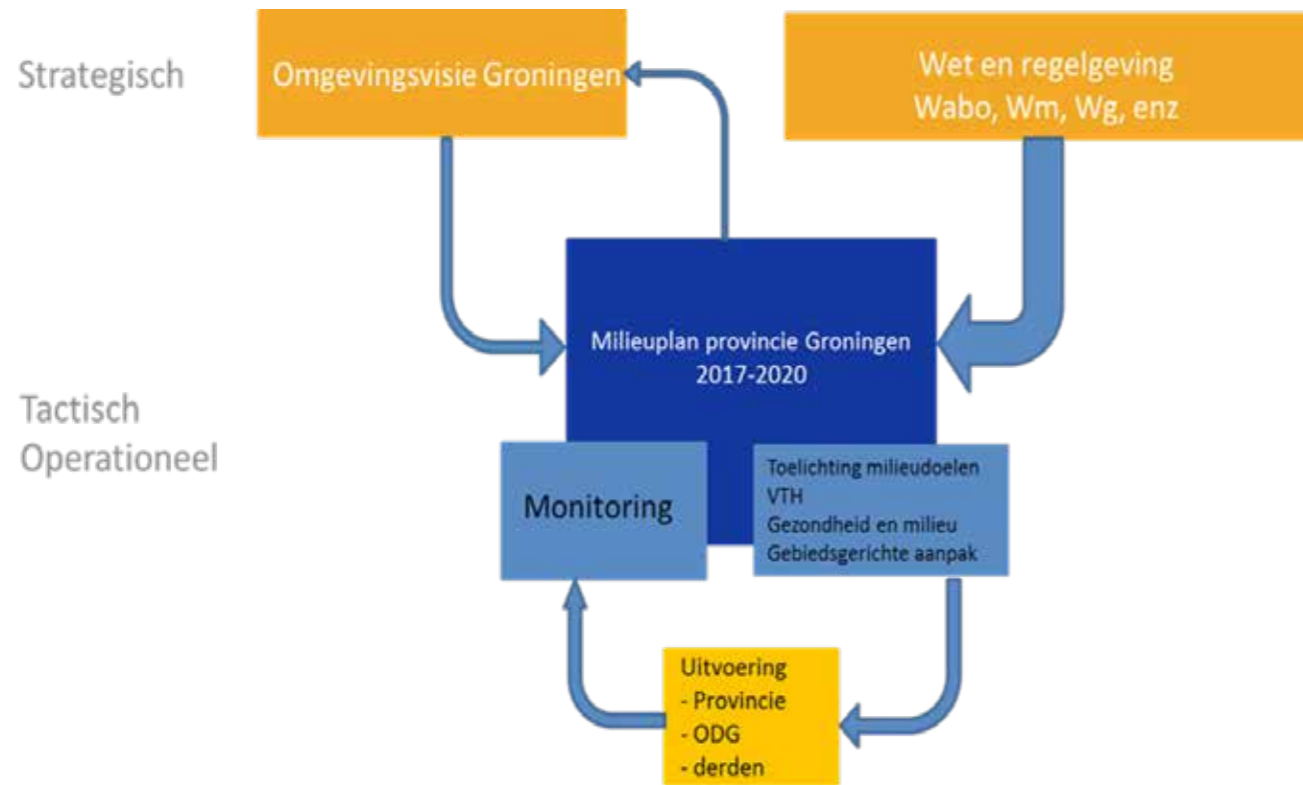 Strategisch
Omgevingsvisie Groningen
Wet en regelgeving
Wabo, Wm, Wg, enz
Milieuplan provincie Groningen
2017-2020
Tactisch
Operationeel
Monitoring
Toelichting milieudoelen
VTH
Gezondheid en milieu
Gebiedsgerichte aanpak
Uitvoering
- Provincie
- ODG
- derden